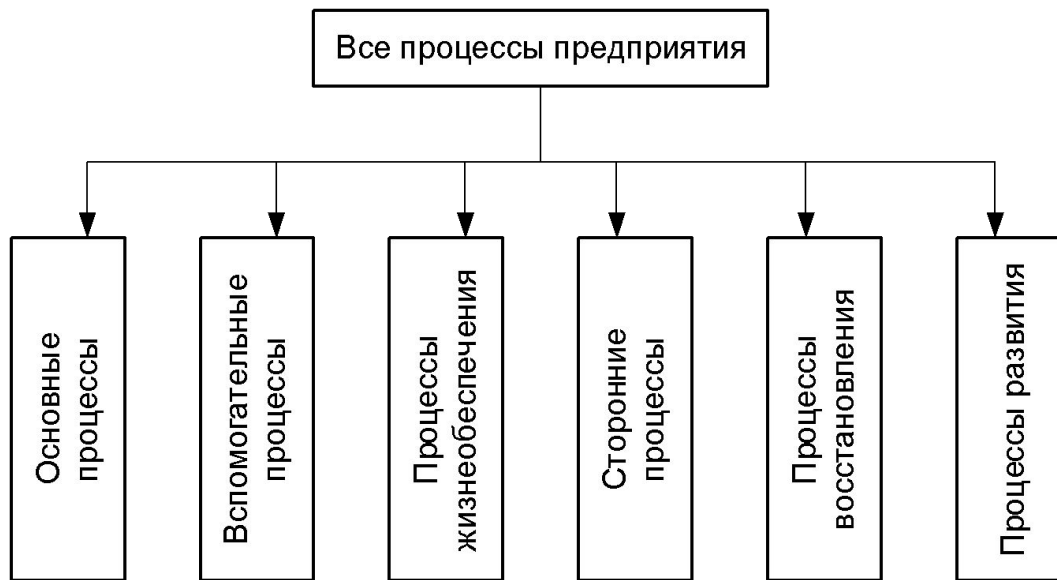 Все процессы предприятия
Основные
процессы
Вспомогательные
процессы
Процессы
жизнеобеспечения
Сторонние
процессы
Процессы
восстановления
Процессы развития